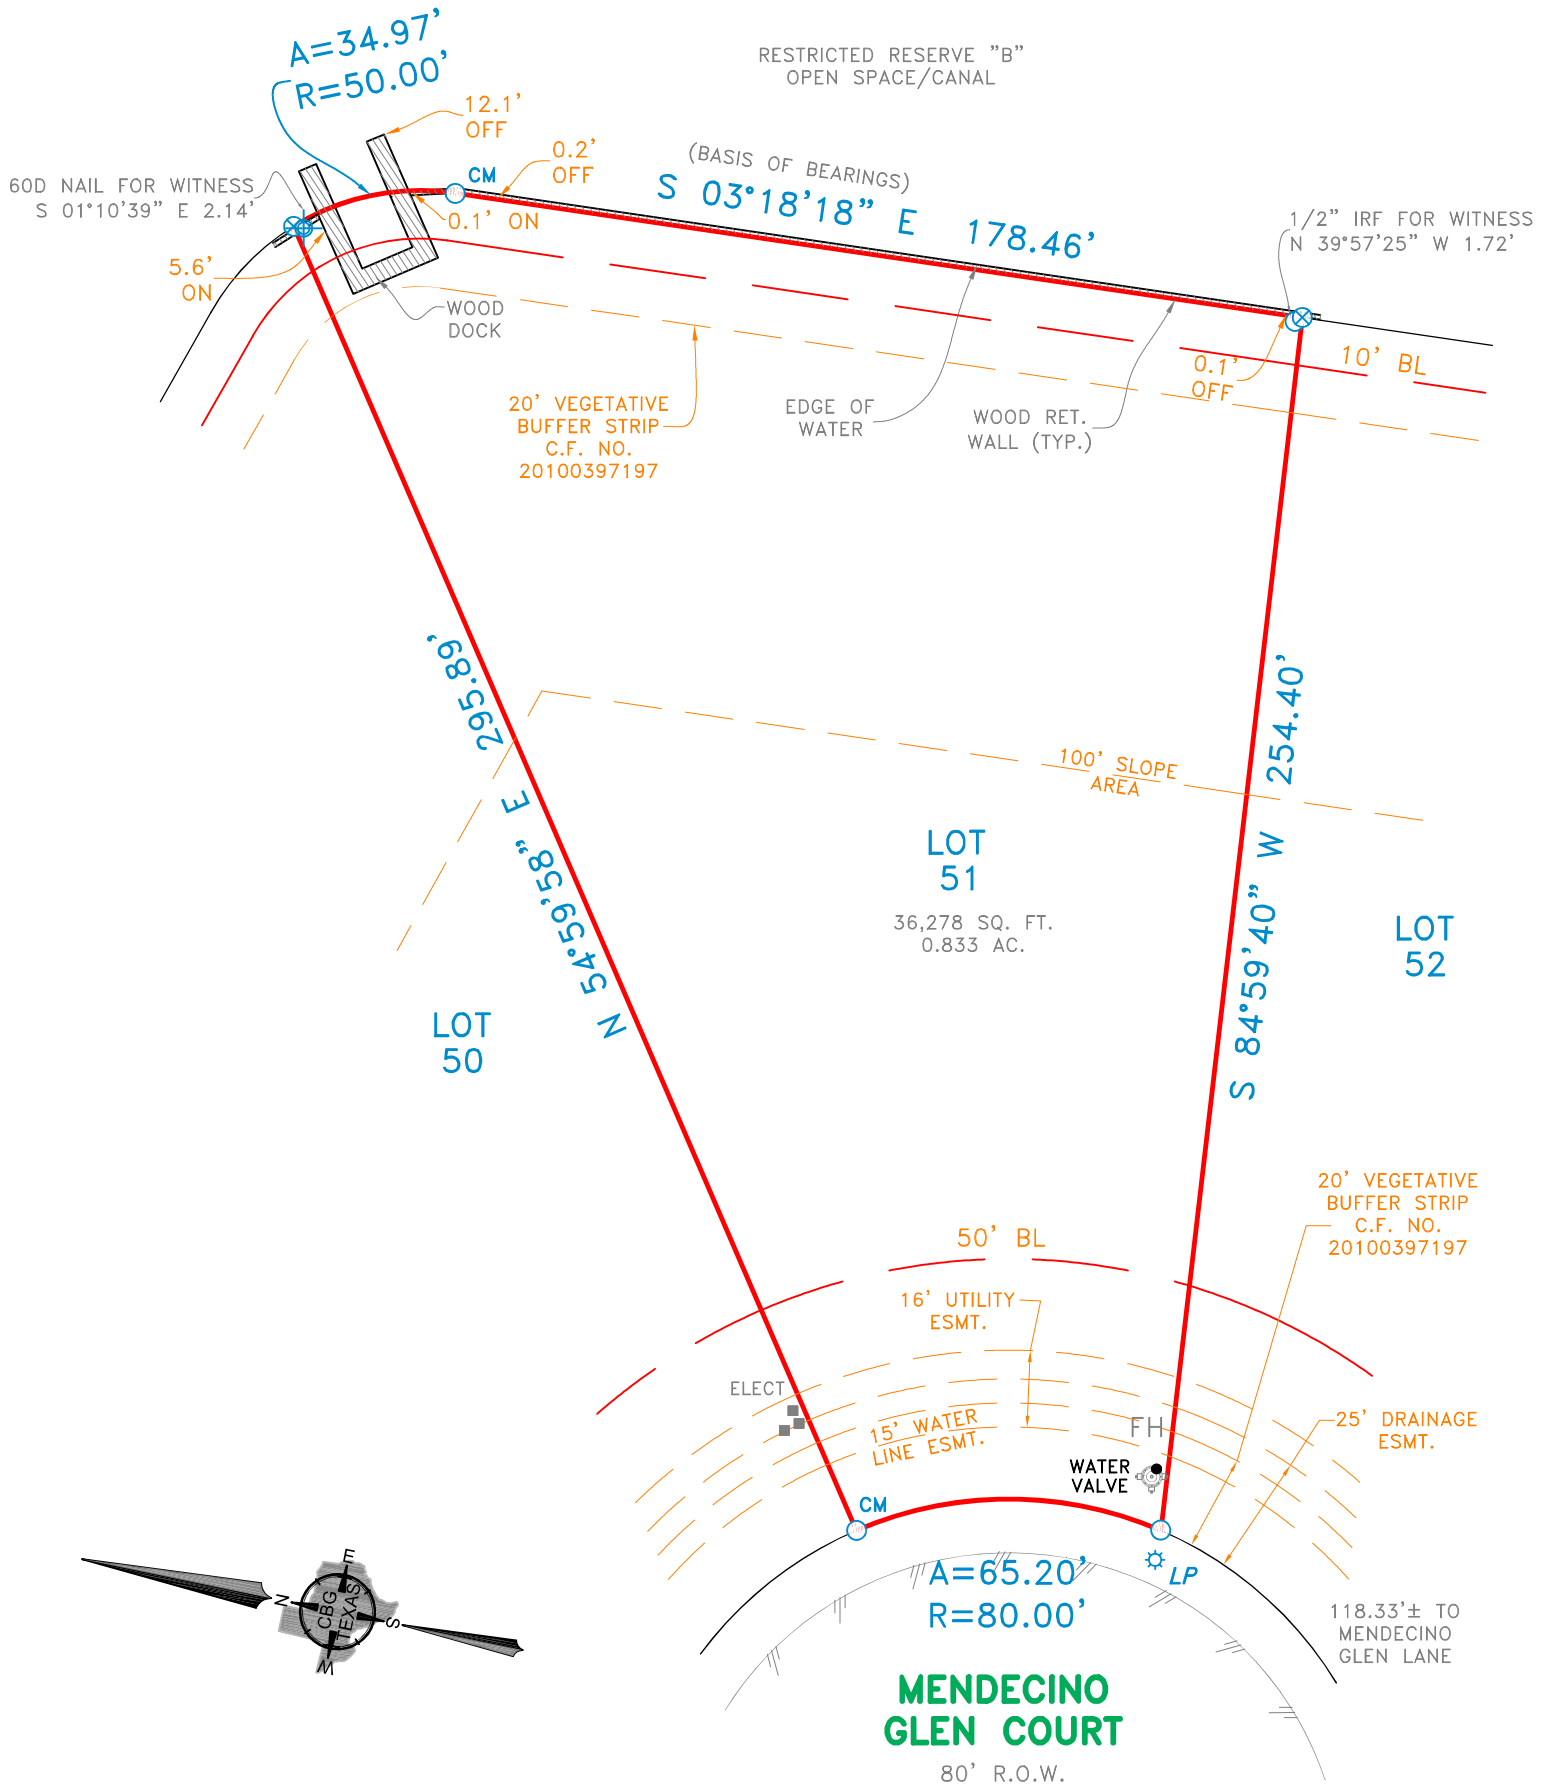 A=34.97'
R=50.00'
RESTRICTED RESERVE "B"
OPEN SPACE/CANAL
12.1'
OFF
0.2'
OFF
(BASIS OF BEARINGS)
S 03°18'18" E 178.46'
CM
60D NAIL FOR WITNESS
S 01°10'39" E 2.14'
0.1' ON
1/2" IRF FOR WITNESS
N 39°57'25" W 1.72'
5.6'
ON
WOOD
DOCK
10' BL
0.1'
OFF
20' VEGETATIVE
BUFFER STRIP
C.F. NO.
20100397197
EDGE OF
WATER
WOOD RET.
WALL (TYP.)
N 54°59'58" E 295.89'
S 84°59'40" W 254.40'
100' SLOPE
AREA
LOT
51
36,278 SQ. FT.
0.833 AC.
LOT
52
LOT
50
20' VEGETATIVE
BUFFER STRIP
C.F. NO.
20100397197
50' BL
16' UTILITY
ESMT.
ELECT
15' WATER
LINE ESMT.
FH
25' DRAINAGE
ESMT.
WATER
VALVE
CM
A=65.20'
R=80.00'
LP
118.33'± TO
MENDECINO
GLEN LANE
MENDECINO
GLEN COURT
80' R.O.W.
E
N
CBG
TEXAS
S
W